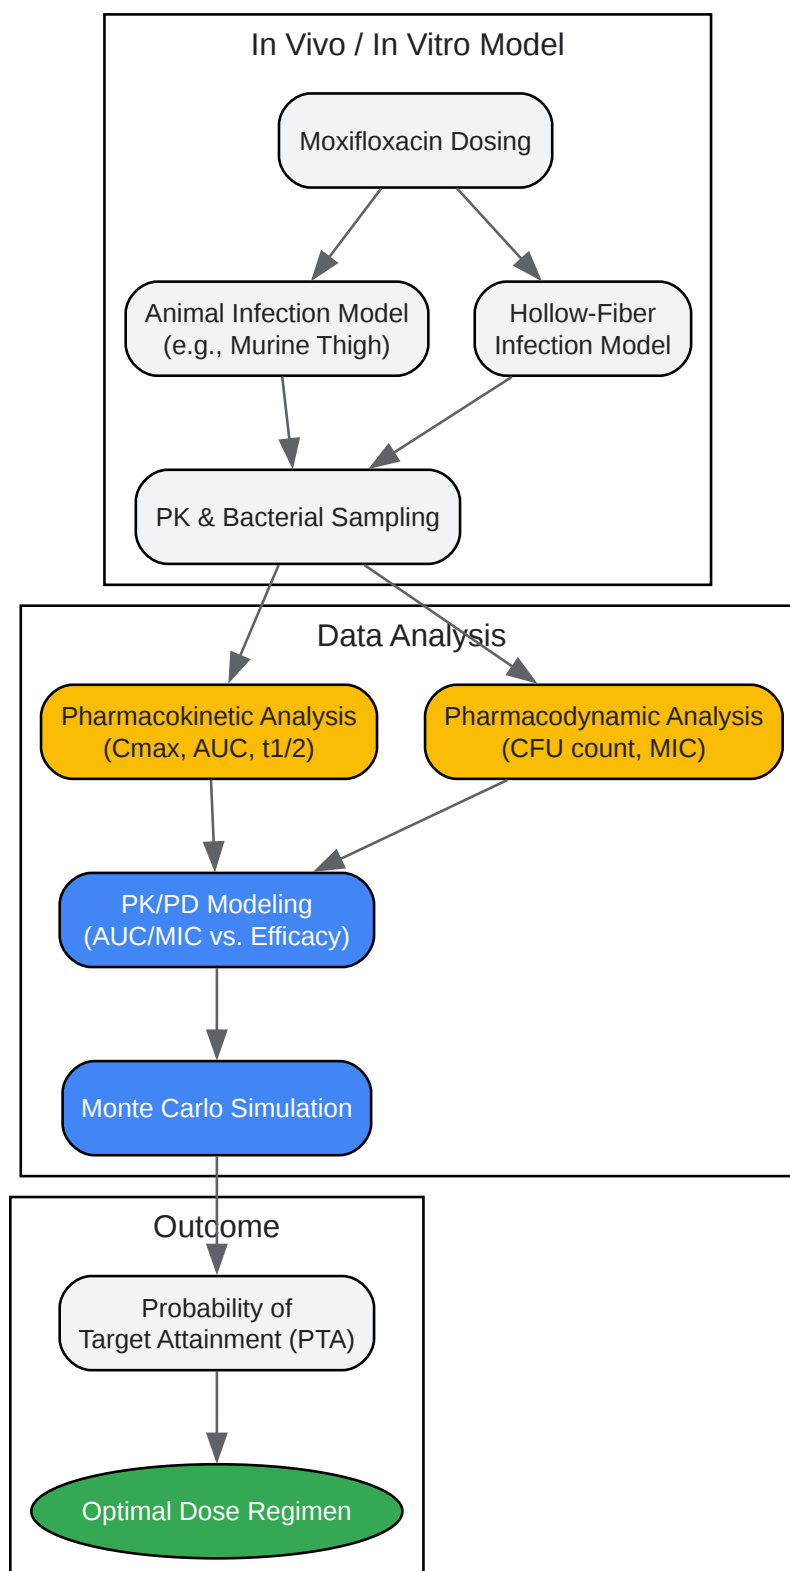 In Vivo / In Vitro Model
Moxifloxacin Dosing
Animal Infection Model
(e.g., Murine Thigh)
Hollow-Fiber
Infection Model
PK & Bacterial Sampling
Data Analysis
Pharmacokinetic Analysis
(Cmax, AUC, t1/2)
Pharmacodynamic Analysis
(CFU count, MIC)
PK/PD Modeling
(AUC/MIC vs. Efficacy)
Monte Carlo Simulation
Outcome
Probability of
Target Attainment (PTA)
Optimal Dose Regimen